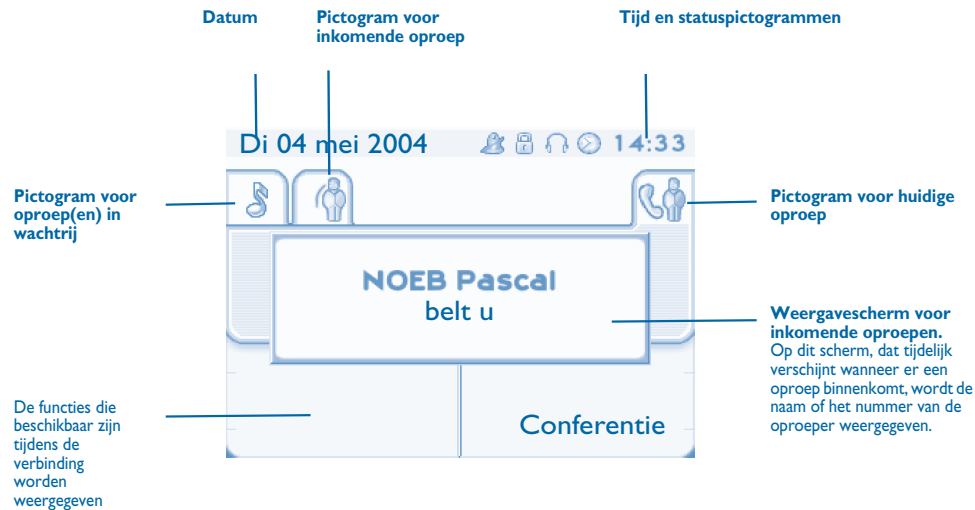 Datum
Pictogram voor
inkomende oproep
Tijd en statuspictogrammen
Di 04 mei 2004
14:33
Pictogram voor
oproep(en) in
wachtrij
Pictogram voor huidige
oproep
NOEB Pascal
belt u
Weergavescherm voor
inkomende oproepen.
Op dit scherm, dat tijdelijk
verschijnt wanneer er een
oproep binnenkomt, wordt de
naam of het nummer van de
oproeper weergegeven.
De functies die
beschikbaar zijn
tijdens de
verbinding
worden
weergegeven
Conferentie